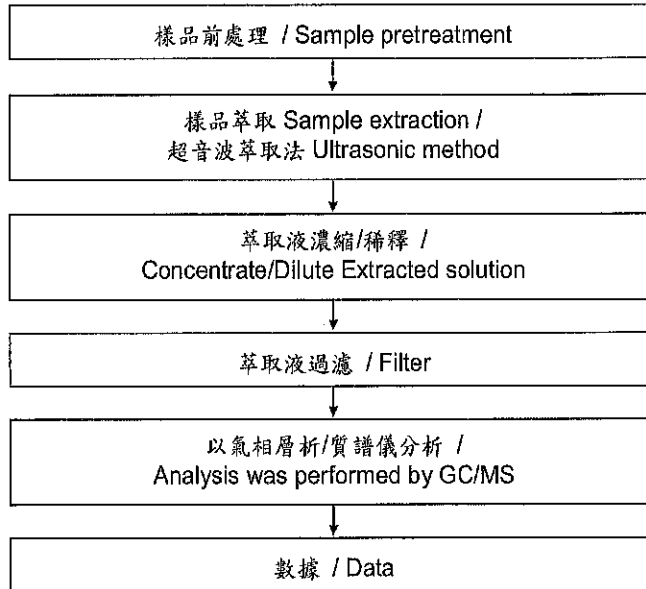 樣品前處理 / Sample pretreatment
樣品萃取 Sample extraction /
超音波萃取法 Ultrasonic method
萃取液濃縮/稀釋 /
Concentrate/Dilute Extracted solution
萃取液過濾 / Filter
以氣相層析/質譜儀分析 /
Analysis was performed by GC/MS
數據 / Data